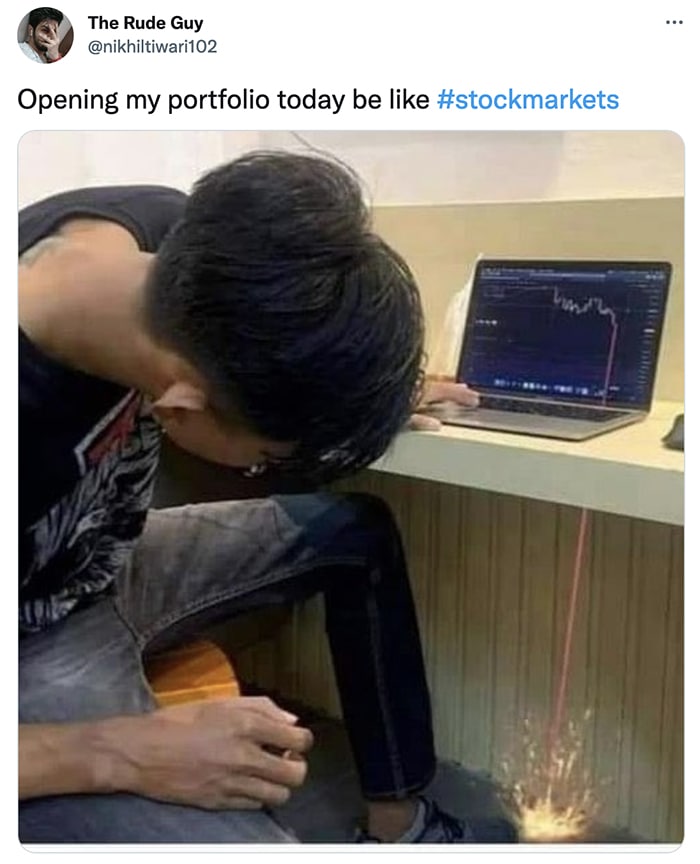 The Rude Guy
@nikhiltiwari102
Opening my portfolio today be like #stockmarkets